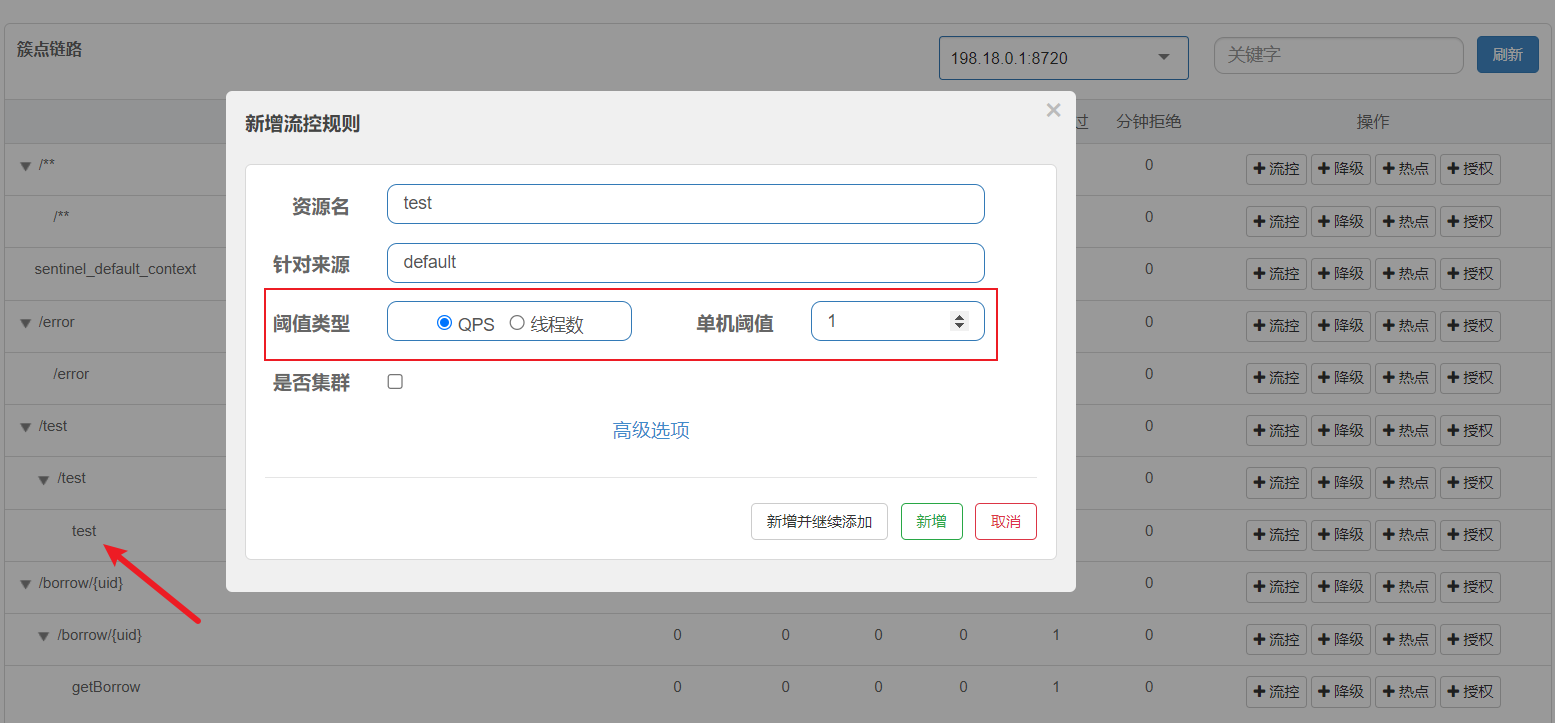 簇点链路
198.18.0.1:8720
关键字
刷新
新增流控规则
×
过 分钟拒绝 操作
/** 0 流控 降级 热点 授权
/** 0 流控 降级 热点 授权
sentinel_default_context 0 流控 降级 热点 授权
/error 0 流控 降级 热点 授权
/error 0 流控 降级 热点 授权
/test 0 流控 降级 热点 授权
/test 0 流控 降级 热点 授权
test 0 流控 降级 热点 授权
/borrow/{uid} 0 流控 降级 热点 授权
/borrow/{uid} 0 0 0 0 1 0 流控 降级 热点 授权
getBorrow 0 0 0 0 1 0 流控 降级 热点 授权
资源名 test
针对来源 default
阈值类型 QPS 线程数 单机阈值 1
是否集群
高级选项
新增并继续添加 新增 取消